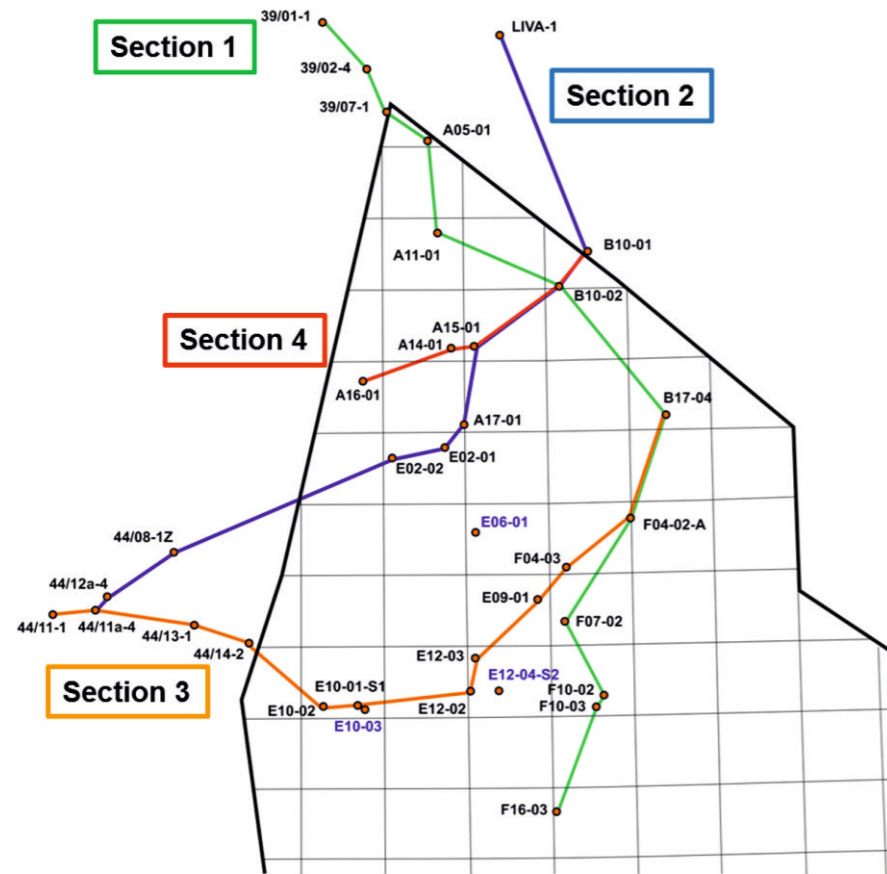 39/01-1
LIVA-1
Section 1
39/02-4
Section 2
39/07-1
A05-01
A11-01
B10-01
B10-02
Section 4
A15-01
A14-01
A16-01
B17-04
A17-01
E02-01
E02-02
E06-01
F04-02-A
44/08-1Z
F04-03
44/12a-4
E09-01
44/11-1
44/11a-4
44/13-1
F07-02
44/14-2
E12-03
Section 3
E10-01-S1
E12-04-S2
F10-02
E10-02
E12-02
F10-03
E10-03
F16-03